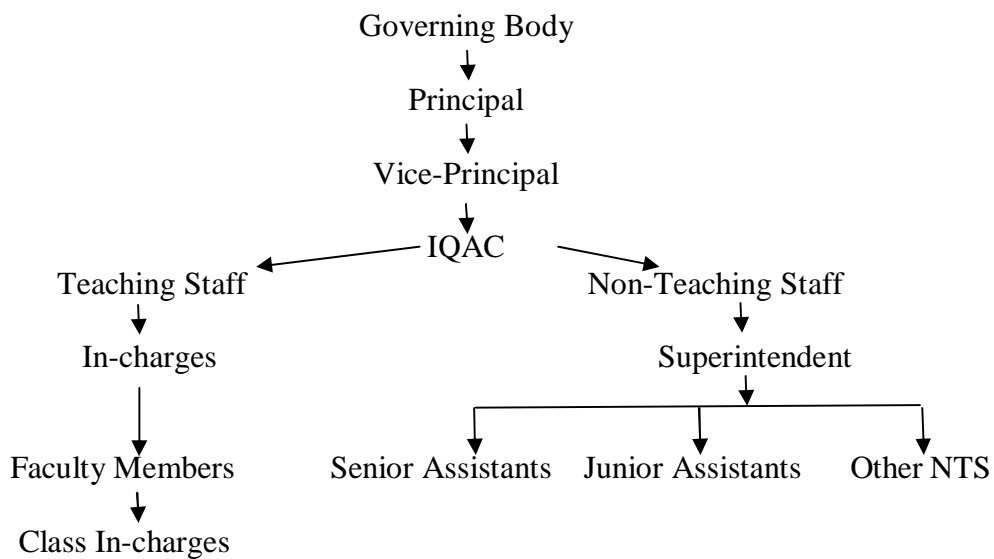 Governing Body
Principal
Vice-Principal
IQAC
Teaching Staff
Non-Teaching Staff
In-charges
Superintendent
Faculty Members
Senior Assistants
Junior Assistants
Other NTS
Class In-charges